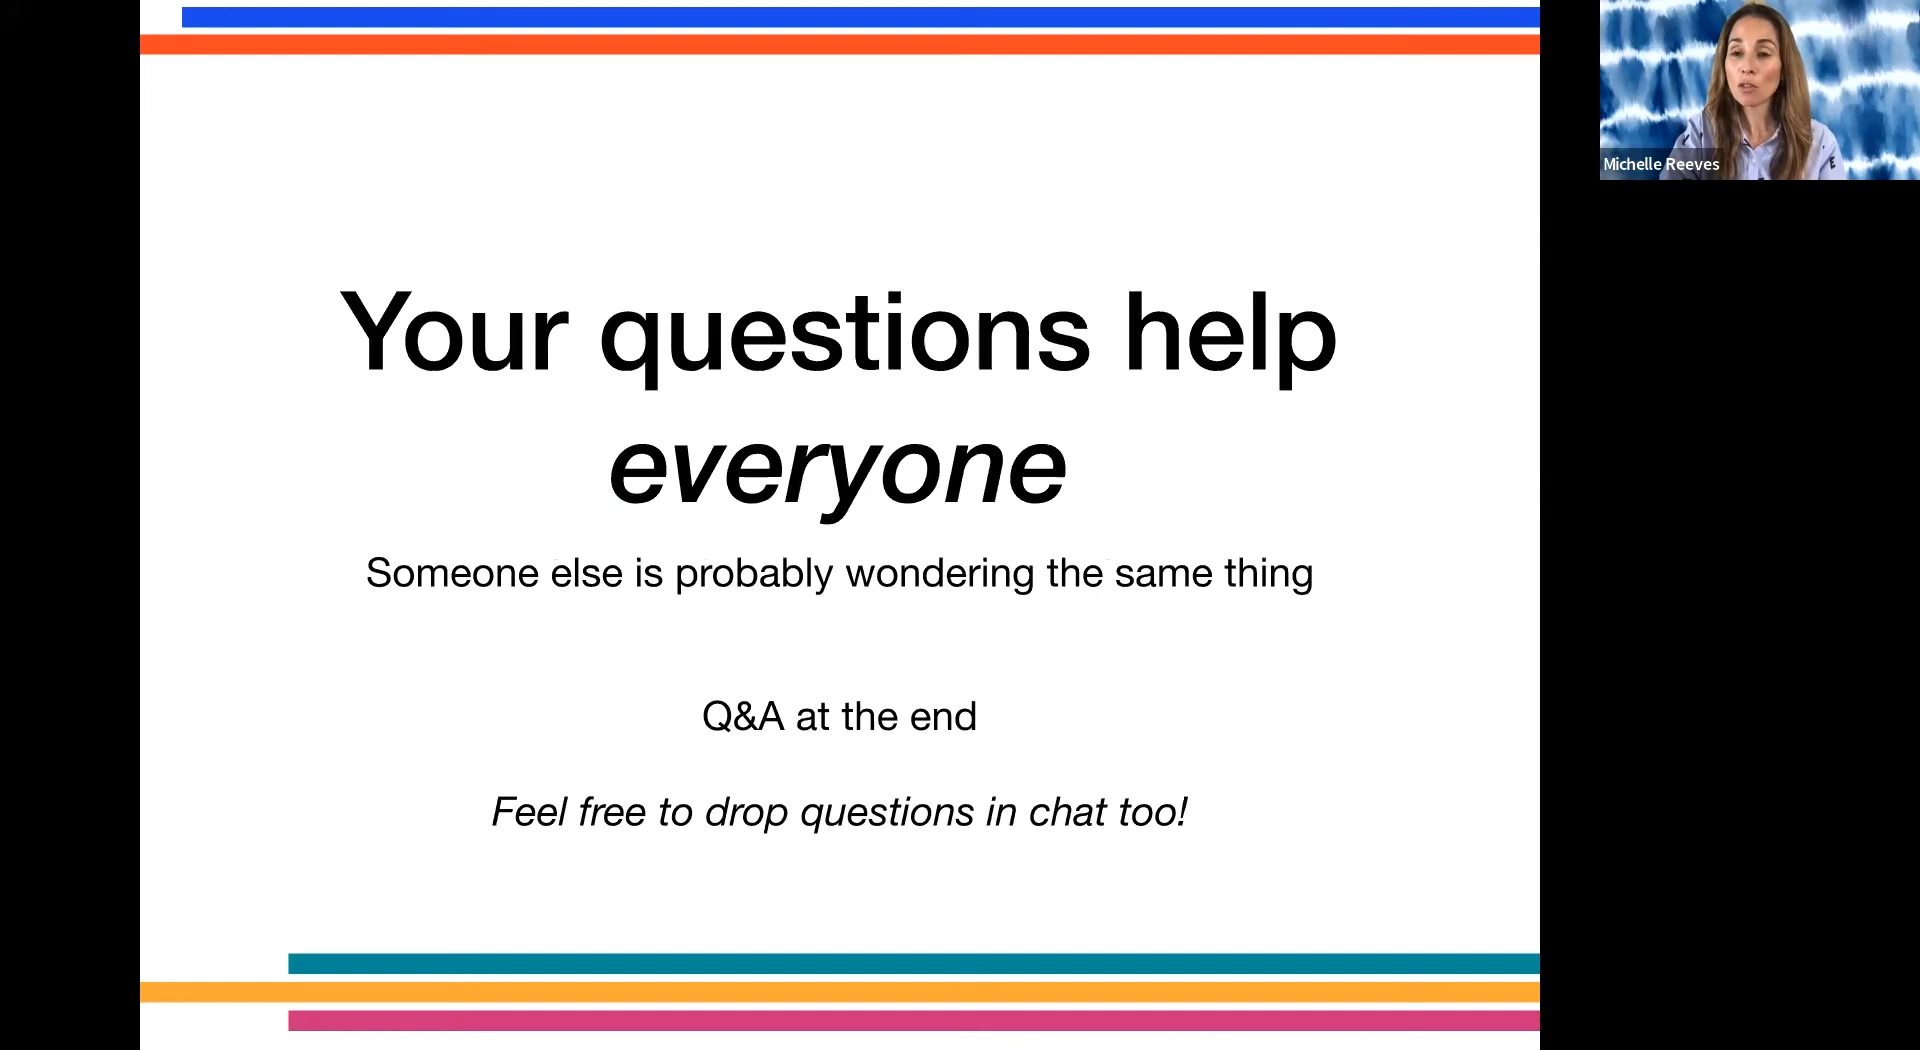 Your questions help
everyone
Someone else is probably wondering the same thing
Q&A at the end
Feel free to drop questions in chat too!
Michelle Reeves